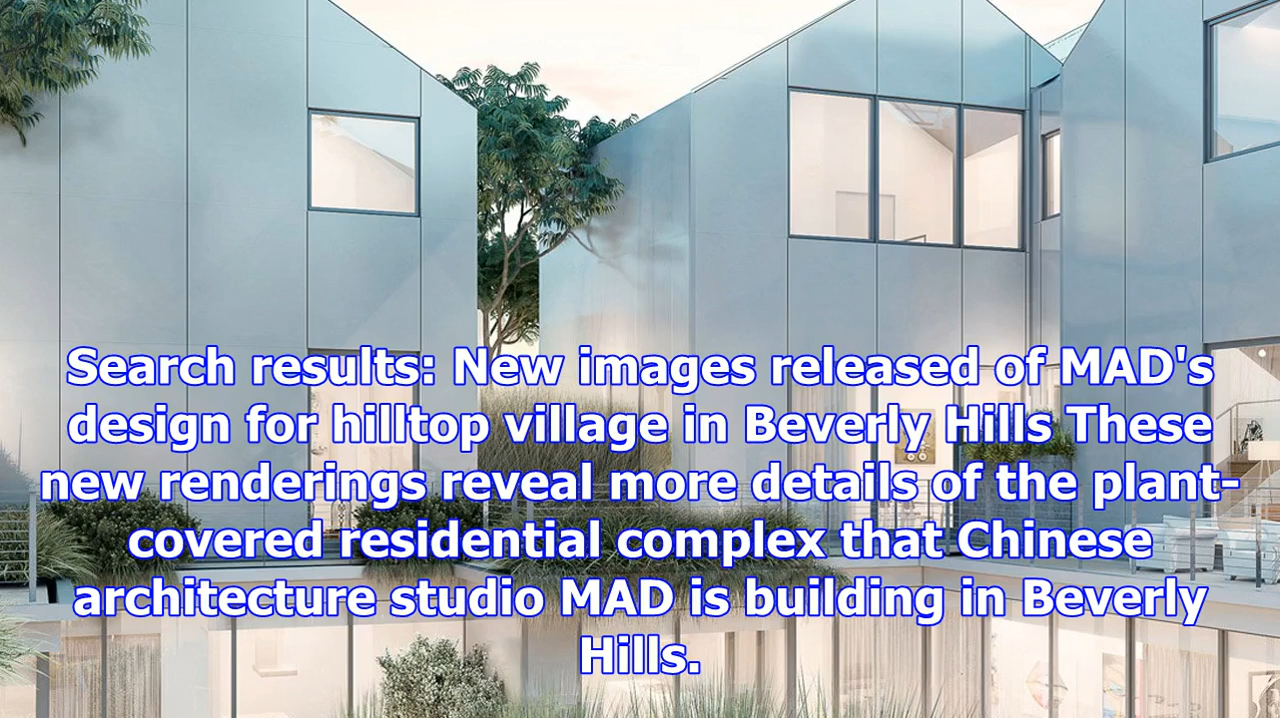 Search results: New images released of MAD's
design for hilltop village in Beverly Hills These
new renderings reveal more details of the plant-
covered residential complex that Chinese
architecture studio MAD is building in Beverly
Hills.